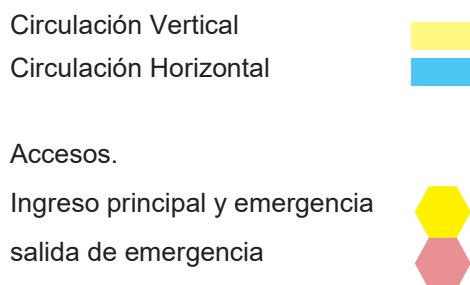 Circulación Vertical
Circulación Horizontal
Accesos.
Ingreso principal y emergencia
salida de emergencia